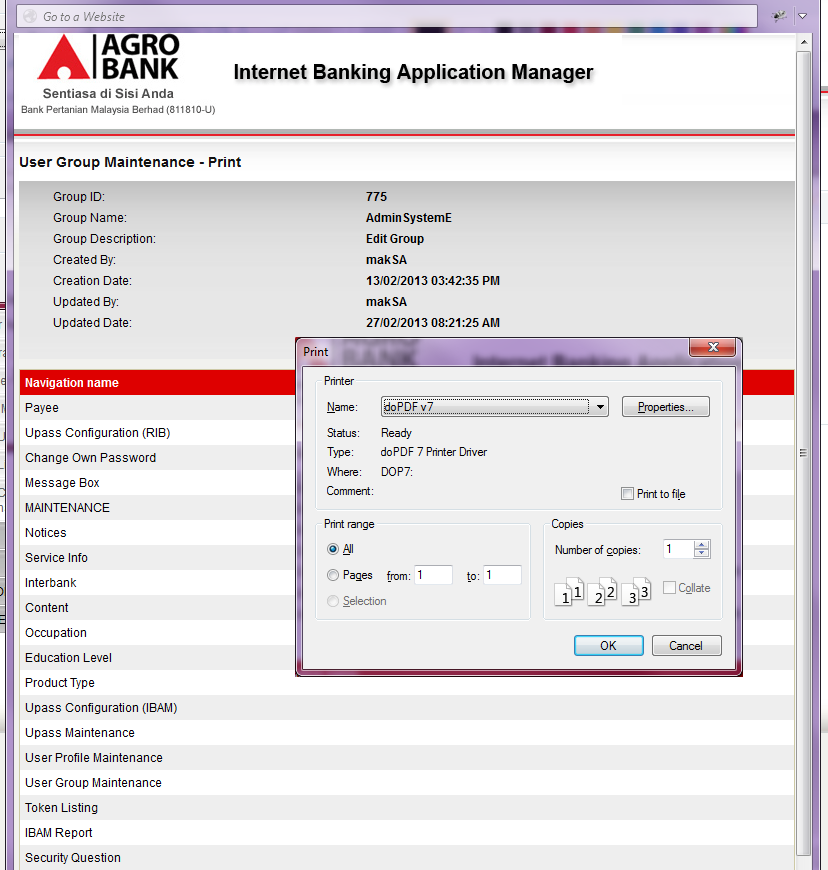 Go to a Website
AGRO
BANK
Sentiasa di Sisi Anda
Bank Pertanian Malaysia Berhad (811810-U)
Internet Banking Application Manager
User Group Maintenance - Print
Group ID: 775
Group Name: AdminSystemE
Group Description: Edit Group
Created By: makSA
Creation Date: 13/02/2013 03:42:35 PM
Updated By: makSA
Updated Date: 27/02/2013 08:21:25 AM
Navigation name
Payee
Upass Configuration (RIB)
Change Own Password
Message Box
MAINTENANCE
Notices
Service Info
Interbank
Content
Occupation
Education Level
Product Type
Upass Configuration (IBAM)
Upass Maintenance
User Profile Maintenance
User Group Maintenance
Token Listing
IBAM Report
Security Question
Print
Printer
Name: doPDF v7 Properties...
Status: Ready
Type: doPDF 7 Printer Driver
Where: DOP7:
Comment:
Print to file
Print range
All
Pages from: 1 to: 1
Selection
Copies
Number of copies: 1
1 1 2 2 3 3 Collate
OK Cancel